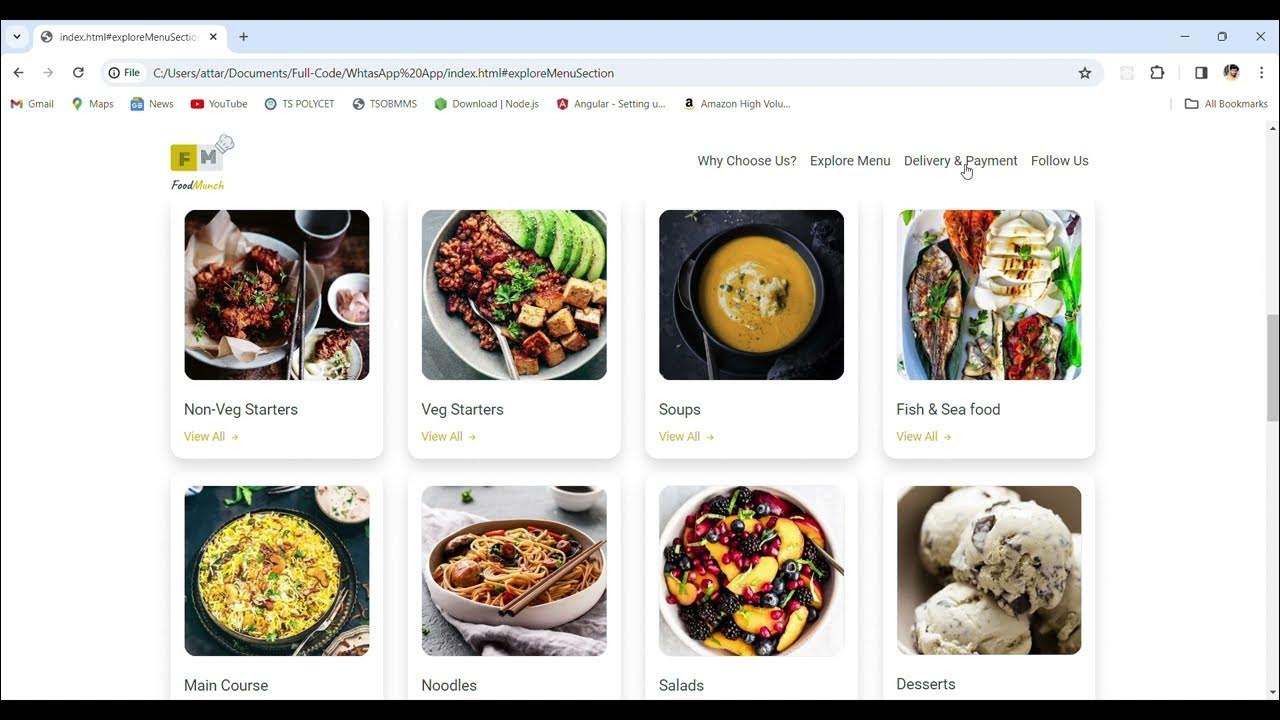 index.html#exploreMenuSectio
File
C:/Users/attar/Documents/Full-Code/WhtasApp%20App/index.html#exploreMenuSection
Gmail
Maps
News
YouTube
TS POLYCET
TSOBMMS
Download | Node.js
Angular - Setting u...
Amazon High Volu...
All Bookmarks
F M
FoodMunch
Why Choose Us?
Explore Menu
Delivery & Payment
Follow Us
Non-Veg Starters
Veg Starters
Soups
Fish & Sea food
View All →
View All →
View All →
View All →
Main Course
Noodles
Salads
Desserts